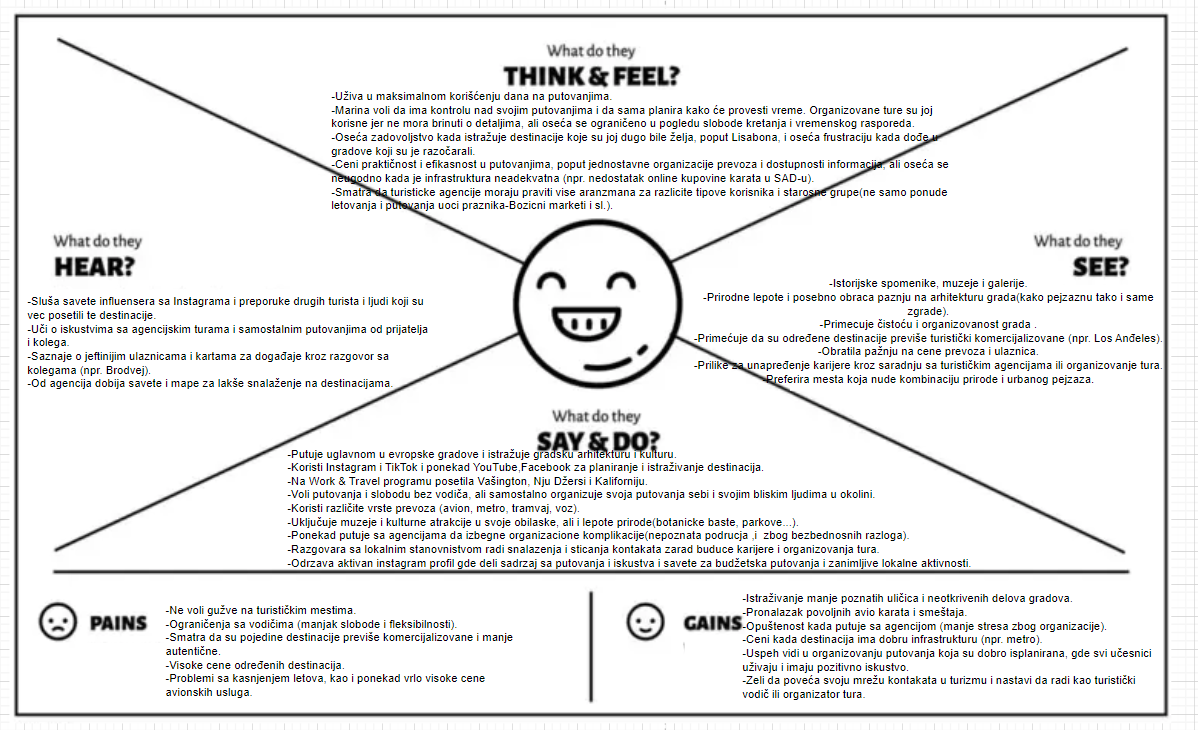 What do they
THINK & FEEL?
-Uživa u maksimalnom korišćenju dana na putovanjima.
-Marina voli da ima kontrolu nad svojim putovanjima i da sama planira kako će provesti vreme. Organizovane ture su joj
korisne jer ne mora brinuti o detaljima, ali oseća se ograničeno u pogledu slobode kretanja i vremenskog rasporeda.
-Oseća zadovoljstvo kada istražuje destinacije koje su joj dugo bile želja, poput Lisabona, i oseća frustraciju kada dođe u
gradove koji su je razočarali.
-Ceni praktičnost i efikasnost u putovanjima, poput jednostavne organizacije prevoza i dostupnosti informacija, ali oseća se
neugodno kada je infrastruktura neadekvatna (npr. nedostatak online kupovine karata u SAD-u).
-Smatra da turisticke agencije moraju praviti vise aranzmana za razlicite tipove korisnika i starosne grupe(ne samo ponude
letovanja i putovanja uoci praznika-Bozicni marketi i sl.).
What do they
HEAR?
-Sluša savete influensera sa Instagrama i preporuke drugih turista i ljudi koji su
vec posetili te destinacije.
-Uči o iskustvima sa agencijskim turama i samostalnim putovanjima od prijatelja
i kolega.
-Saznaje o jeftinijim ulaznicama i kartama za događaje kroz razgovor sa
kolegama (npr. Brodvej).
-Od agencija dobija savete i mape za lakše snalaženje na destinacijama.
What do they
SEE?
-Istorijske spomenike, muzeje i galerije.
-Prirodne lepote i posebno obraca paznju na arhitekturu grada(kako pejzaznu tako i same
zgrade).
-Primecuje čistoću i organizovanost grada .
-Primećuje da su određene destinacije previše turistički komercijalizovane (npr. Los Anđeles).
-Obratila pažnju na cene prevoza i ulaznica.
-Prilike za unapređenje karijere kroz saradnju sa turističkim agencijama ili organizovanje tura.
-Preferira mesta koja nude kombinaciju prirode i urbanog pejzaza.
What do they
SAY & DO?
-Putuje uglavnom u evropske gradove i istražuje gradsku arhitekturu i kulturu.
-Koristi Instagram i TikTok i ponekad YouTube,Facebook za planiranje i istraživanje destinacija.
-Na Work & Travel programu posetila Vašington, Nju Džersi i Kaliforniju.
-Voli putovanja i slobodu bez vodiča, ali samostalno organizuje svoja putovanja sebi i svojim bliskim ljudima u okolini.
-Koristi različite vrste prevoza (avion, metro, tramvaj, voz).
-Uključuje muzeje i kulturne atrakcije u svoje obilaske, ali i lepote prirode(botanicke baste, parkove...).
-Ponekad putuje sa agencijama da izbegne organizacione komplikacije(nepoznata podrucja ,i zbog bezbednosnih razloga).
-Razgovara sa lokalnim stanovnistvom radi snalazenja i sticanja kontakata zarad buduce karijere i organizovanja tura.
-Odrzava aktivan instagram profil gde deli sadrzaj sa putovanja i iskustva i savete za budžetska putovanja i zanimljive lokalne aktivnosti.
PAINS
-Ne voli gužve na turističkim mestima.
-Ograničenja sa vodičima (manjak slobode i fleksibilnosti).
-Smatra da su pojedine destinacije previše komercijalizovane i manje
autentične.
-Visoke cene određenih destinacija.
-Problemi sa kasnjenjem letova, kao i ponekad vrlo visoke cene
avionskih usluga.
GAINS
-Istraživanje manje poznatih uličica i neotkrivenih delova gradova.
-Pronalazak povoljnih avio karata i smeštaja.
-Opuštenost kada putuje sa agencijom (manje stresa zbog organizacije).
-Ceni kada destinacija ima dobru infrastrukturu (npr. metro).
-Uspeh vidi u organizovanju putovanja koja su dobro isplanirana, gde svi učesnici
uživaju i imaju pozitivno iskustvo.
-Zeli da poveća svoju mrežu kontakata u turizmu i nastavi da radi kao turistički
vodič ili organizator tura.